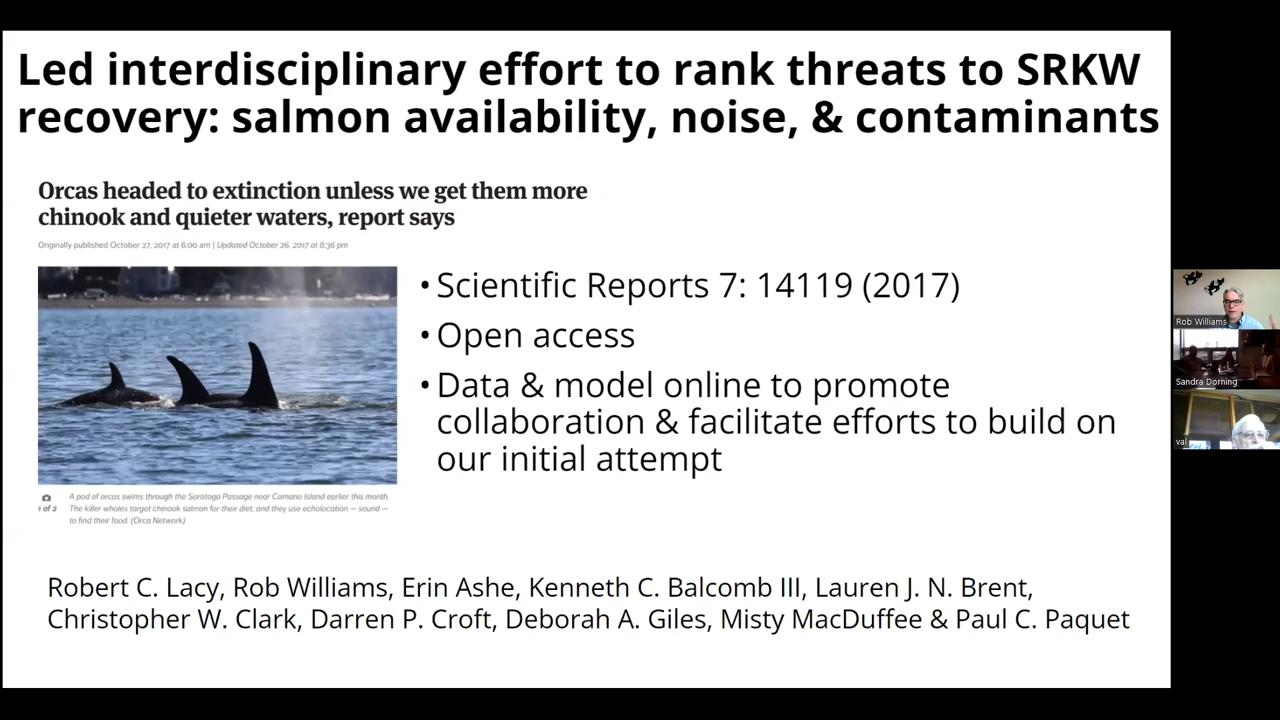 Led interdisciplinary effort to rank threats to SRKW
recovery: salmon availability, noise, & contaminants
Orcas headed to extinction unless we get them more
chinook and quieter waters, report says
Originally published October 27, 2017 at 6:00 am | Updated October 26, 2017 at 8:36 pm
• Scientific Reports 7: 14119 (2017)
• Open access
• Data & model online to promote
collaboration & facilitate efforts to build on
our initial attempt
1 of 2
A pod of orcas swims through the Saratoga Passage near Camano Island earlier this month.
The killer whales target chinook salmon for their diet, and they use echolocation — sound —
to find their food. (Orca Network)
Robert C. Lacy, Rob Williams, Erin Ashe, Kenneth C. Balcomb III, Lauren J. N. Brent,
Christopher W. Clark, Darren P. Croft, Deborah A. Giles, Misty MacDuffee & Paul C. Paquet
Rob Williams
Sandra Dorning
val